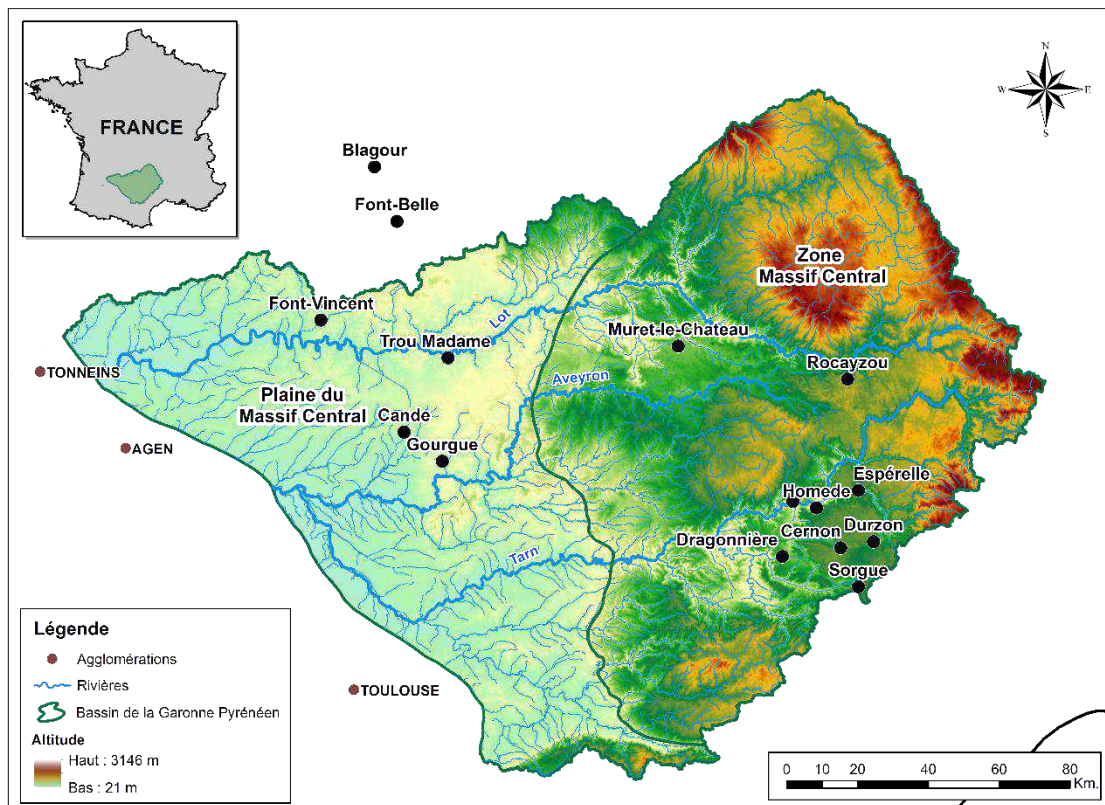 FRANCE
N
W
E
S
Blagour
Font-Belle
Zone
Massif Central
Font-Vincent
Lot
Muret-le-Chateau
Trou Madame
TONNEINS
Rocayzou
Aveyron
Plaine du
Massif Central
Cande
AGEN
Gourgue
Espérelle
Homede
Durzon
Cernon
Dragonnière
Tarn
Sorgue
Légende
Agglomérations
Rivières
Bassin de la Garonne Pyrénéen
Altitude
Haut : 3146 m
Bas : 21 m
TOULOUSE
0 10 20 40 60 80
Km.